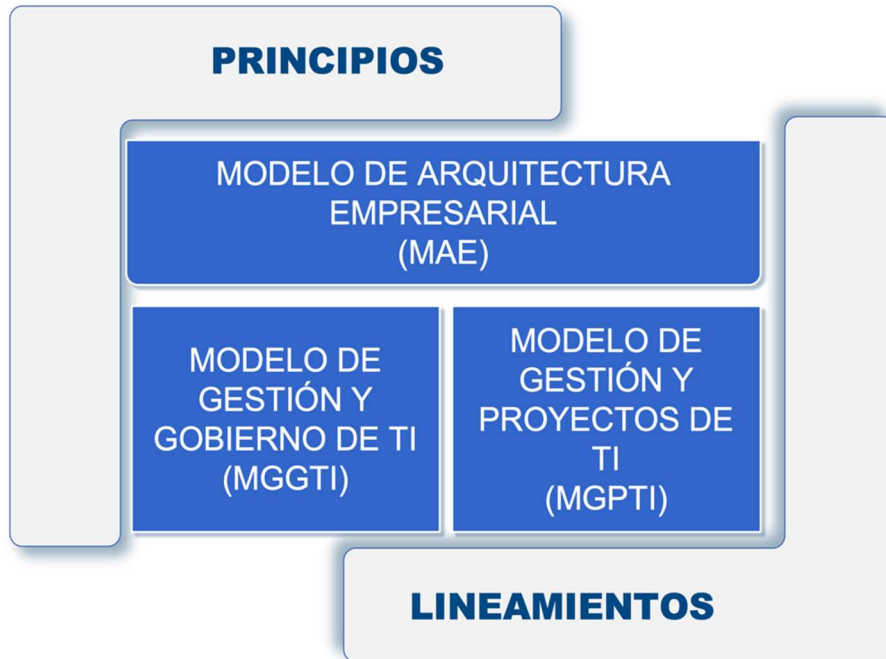 PRINCIPIOS
MODELO DE ARQUITECTURA
EMPRESARIAL
(MAE)
MODELO DE
GESTIÓN Y
GOBIERNO DE TI
(MGGTI)
MODELO DE
GESTIÓN Y
PROYECTOS DE
TI
(MGPTI)
LINEAMIENTOS